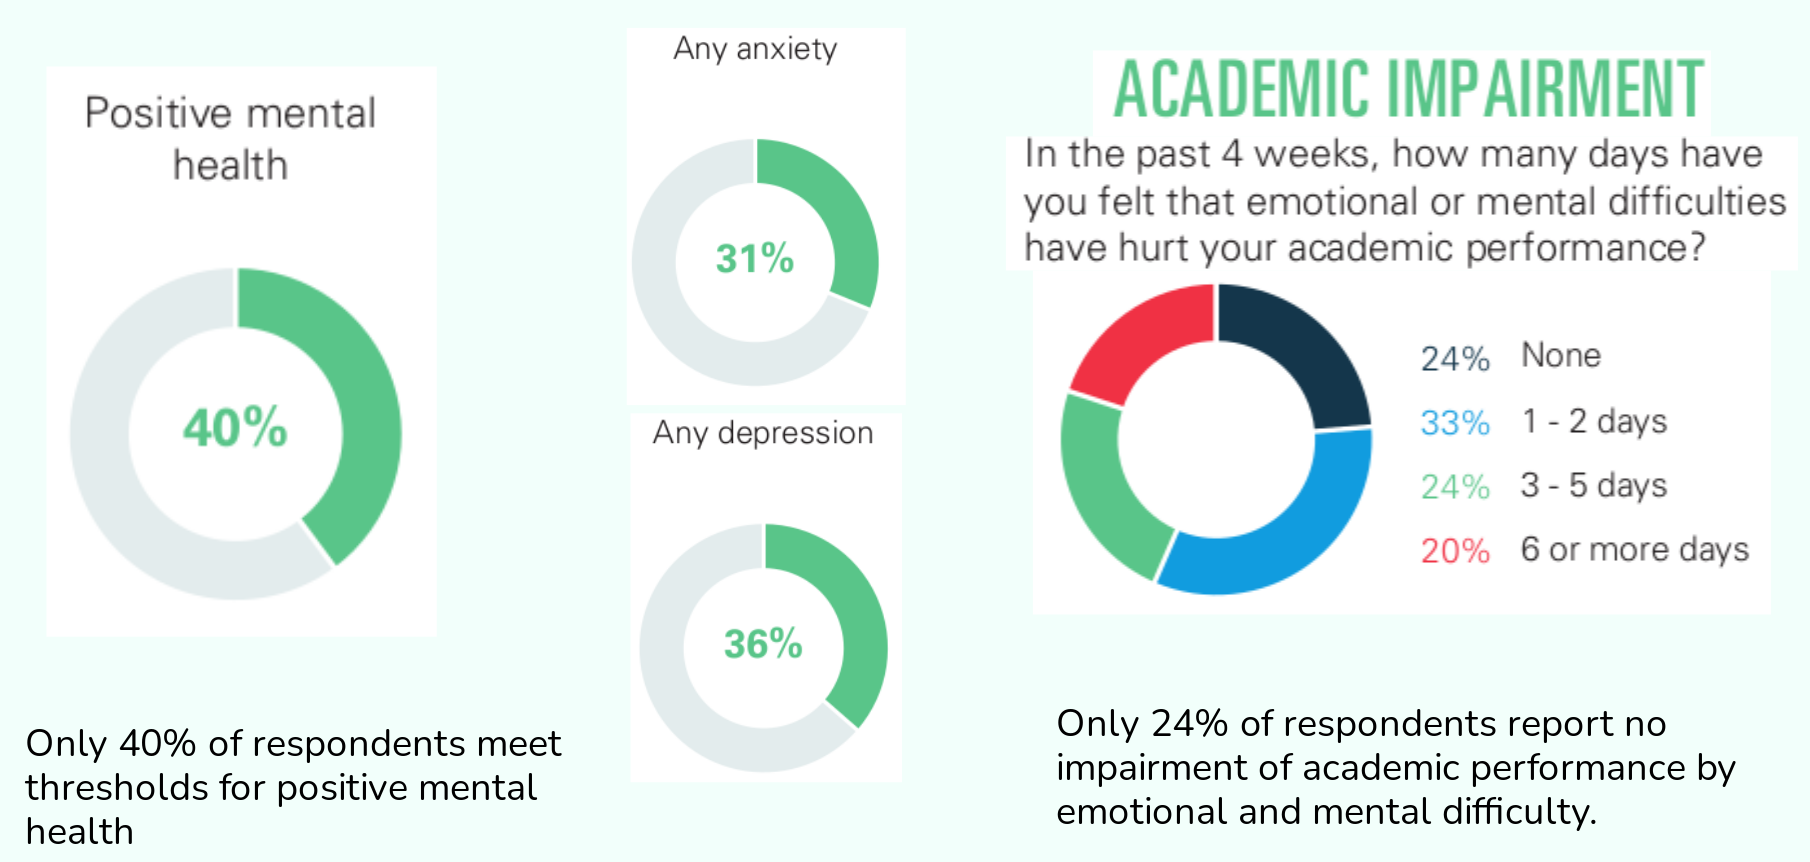 Positive mental
health
40%
Only 40% of respondents meet
thresholds for positive mental
health
Any anxiety
31%
Any depression
36%
ACADEMIC IMPAIRMENT
In the past 4 weeks, how many days have
you felt that emotional or mental difficulties
have hurt your academic performance?
24% None
33% 1 - 2 days
24% 3 - 5 days
20% 6 or more days
Only 24% of respondents report no
impairment of academic performance by
emotional and mental difficulty.